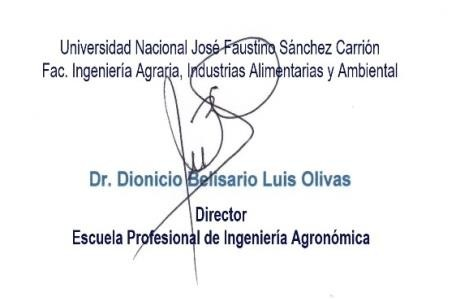 Universidad Nacional José Faustino Sánchez Carrión
Fac. Ingeniería Agraria, Industrias Alimentarias y Ambiental
Dr. Dionicio Belisario Luis Olivas
Director
Escuela Profesional de Ingeniería Agronómica